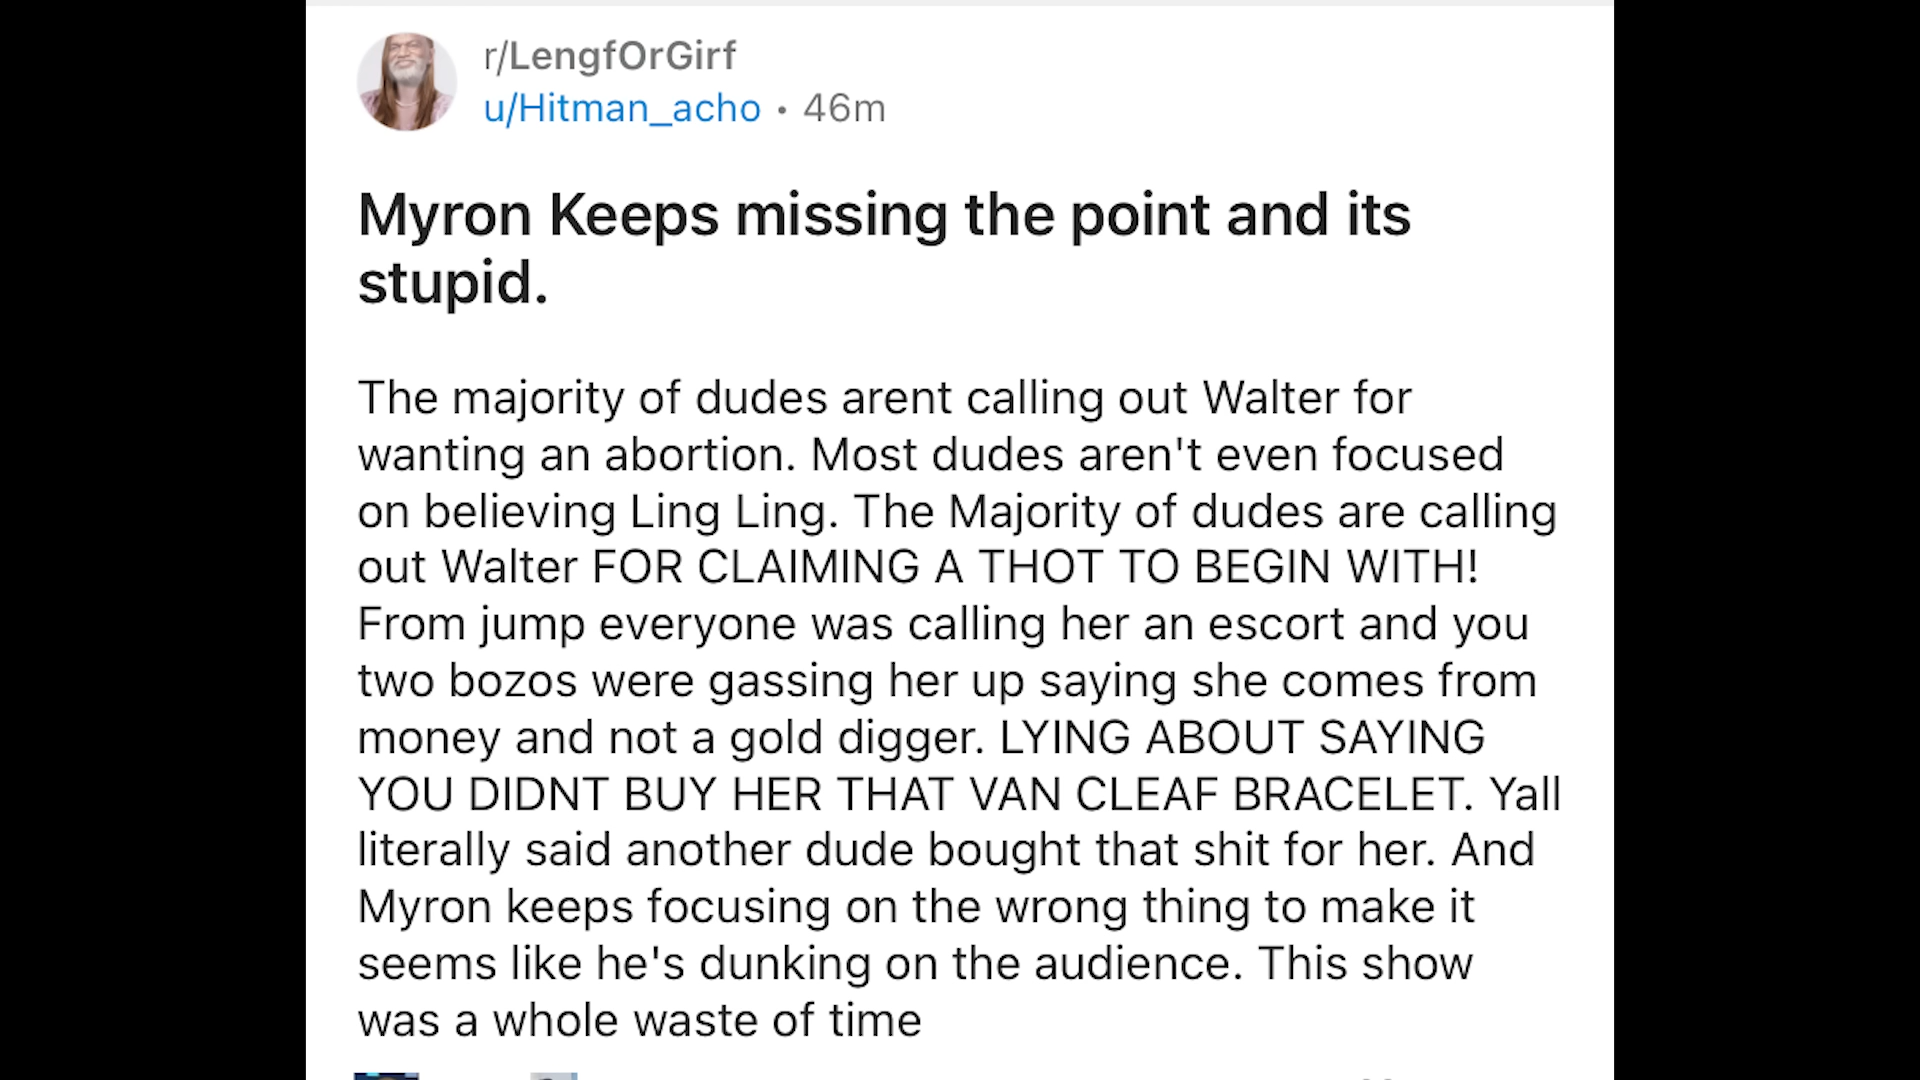 r/LengfOrGirf
u/Hitman_acho • 46m
Myron Keeps missing the point and its
stupid.
The majority of dudes arent calling out Walter for
wanting an abortion. Most dudes aren't even focused
on believing Ling Ling. The Majority of dudes are calling
out Walter FOR CLAIMING A THOT TO BEGIN WITH!
From jump everyone was calling her an escort and you
two bozos were gassing her up saying she comes from
money and not a gold digger. LYING ABOUT SAYING
YOU DIDNT BUY HER THAT VAN CLEAF BRACELET. Yall
literally said another dude bought that shit for her. And
Myron keeps focusing on the wrong thing to make it
seems like he's dunking on the audience. This show
was a whole waste of time